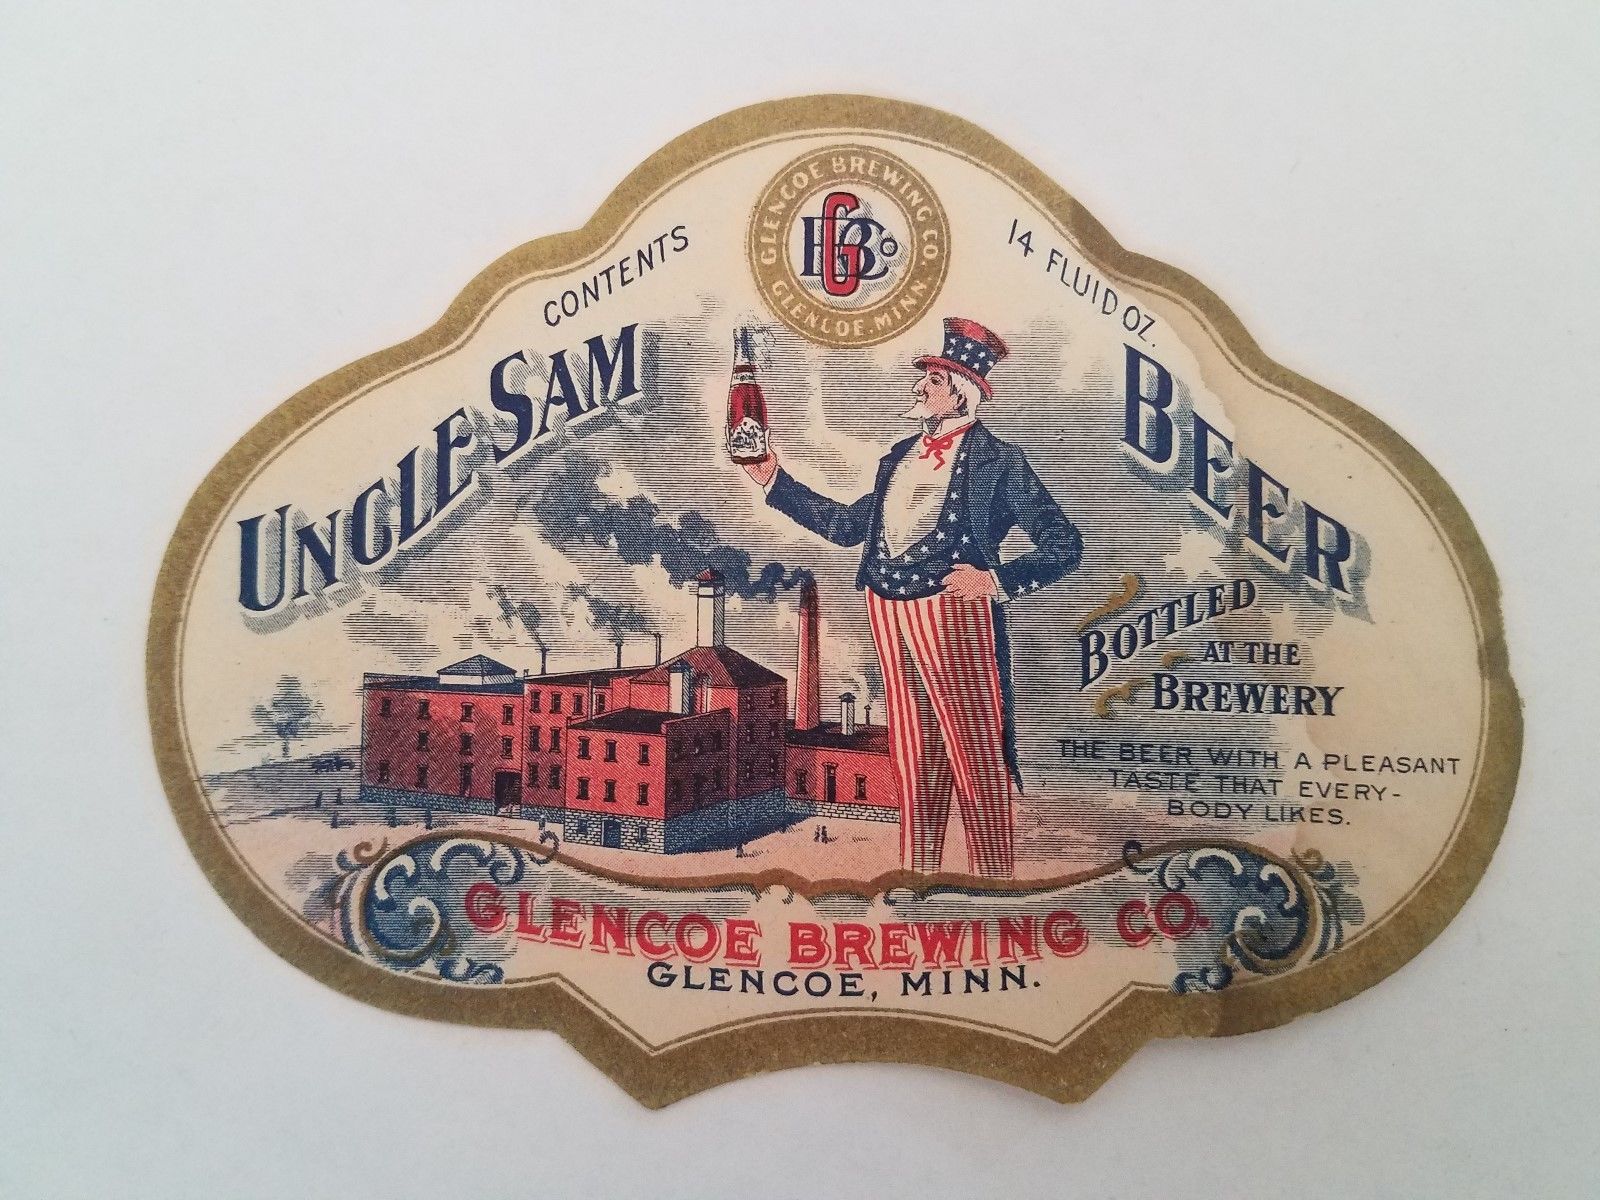 GLENCOE BREWING CO.
GLENCOE, MINN.
GBCo
CONTENTS 14 FLUID OZ.
UNCLE SAM BEER
BOTTLED
AT THE
BREWERY
THE BEER WITH A PLEASANT
TASTE THAT EVERY-
BODY LIKES.
GLENCOE BREWING CO.
GLENCOE, MINN.